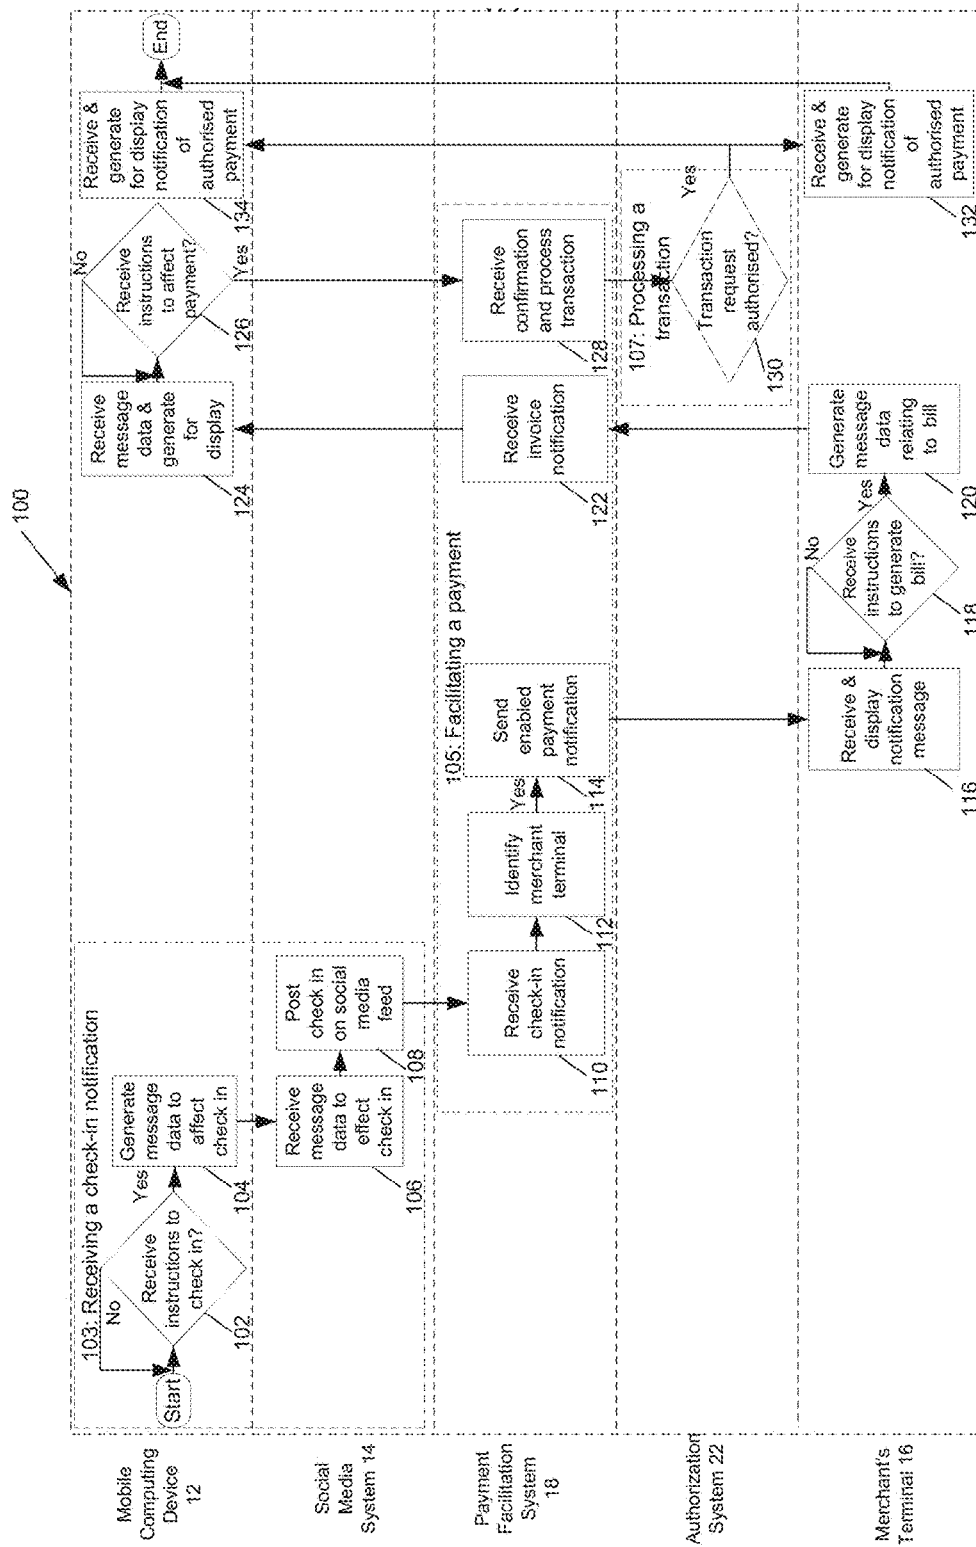 100
Mobile
Computing
Device
12
Social
Media
System 14
Payment
Facilitation
System
18
Authorization
System 22
Merchant's
Terminal 16
103: Receiving a check-in notification
Start
No
Receive
instructions to
check in?
102
Yes
Generate
message
data to
affect
check in
104
Receive
message
data to
effect
check in
106
Post
check in
on social
media
feed
108
105: Facilitating a payment
Receive
check-in
notification
110
Identify
merchant
terminal
112
Yes
Send
enabled
payment
notification
114
Receive &
display
notification
message
116
No
Receive
instructions
to generate
bill?
118
Yes
Generate
message
data
relating
to bill
120
Receive
invoice
notification
122
Receive
message
data &
generate
for
display
124
No
Receive
instructions
to affect
payment?
126
Yes
Receive
confirmation
and process
transaction
128
107: Processing a
transaction
Transaction
request
authorised?
130
Yes
Receive &
generate
for display
notification
of
authorised
payment
132
Receive &
generate
for display
notification
of
authorised
payment
134
End